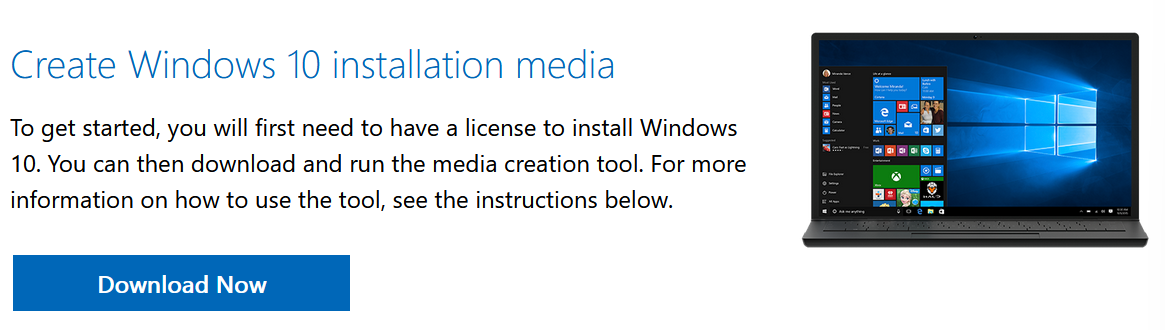 Create Windows 10 installation media
To get started, you will first need to have a license to install Windows
10. You can then download and run the media creation tool. For more
information on how to use the tool, see the instructions below.
Download Now